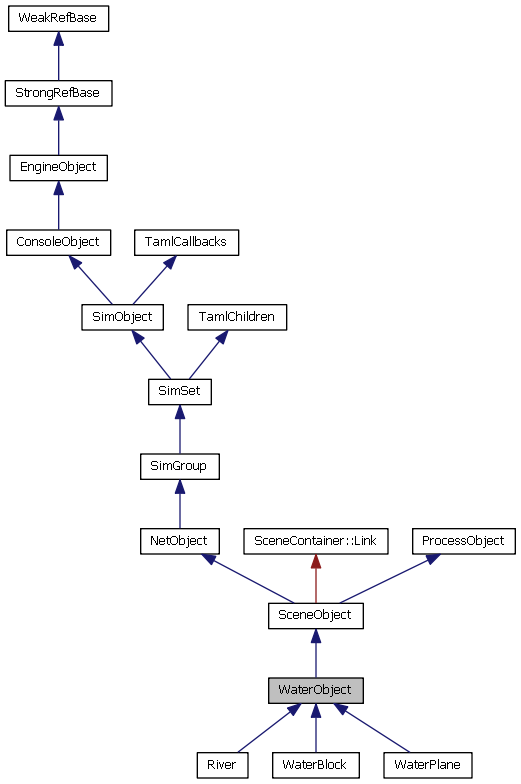 WeakRefBase
StrongRefBase
EngineObject
ConsoleObject
TamlCallbacks
SimObject
TamlChildren
SimSet
SimGroup
NetObject
SceneContainer::Link
ProcessObject
SceneObject
WaterObject
River
WaterBlock
WaterPlane